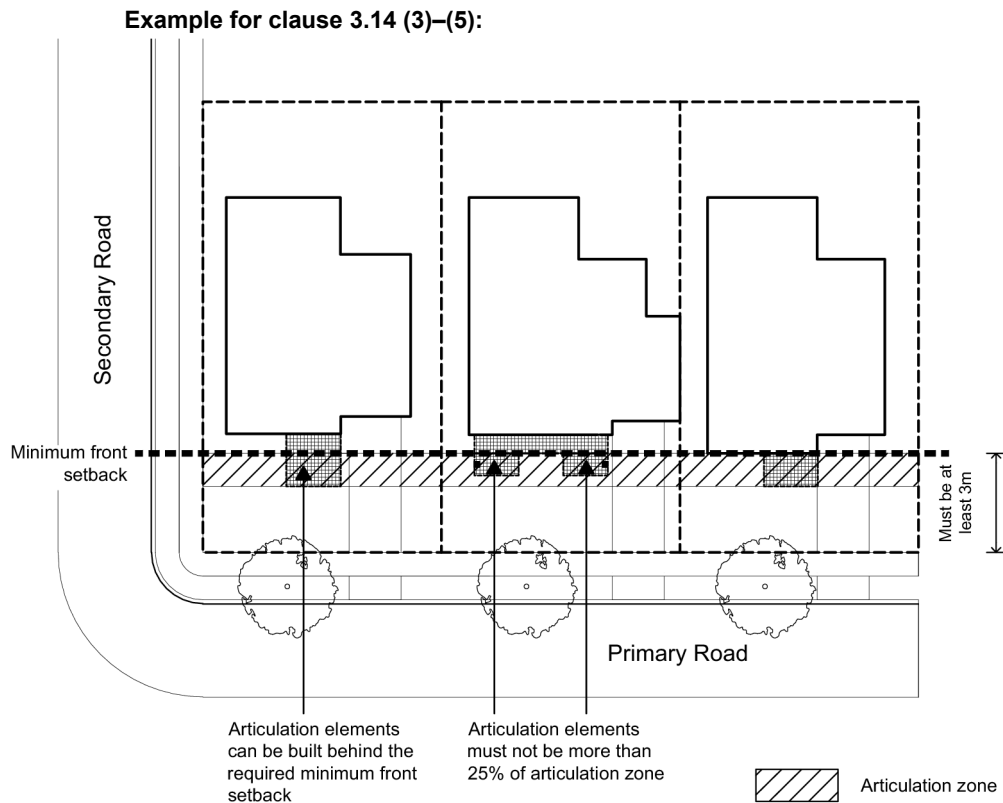 Example for clause 3.14 (3)–(5):
Secondary Road
Minimum front
setback
Must be at
least 3m
Primary Road
Articulation elements
can be built behind the
required minimum front
setback
Articulation elements
must not be more than
25% of articulation zone
Articulation zone